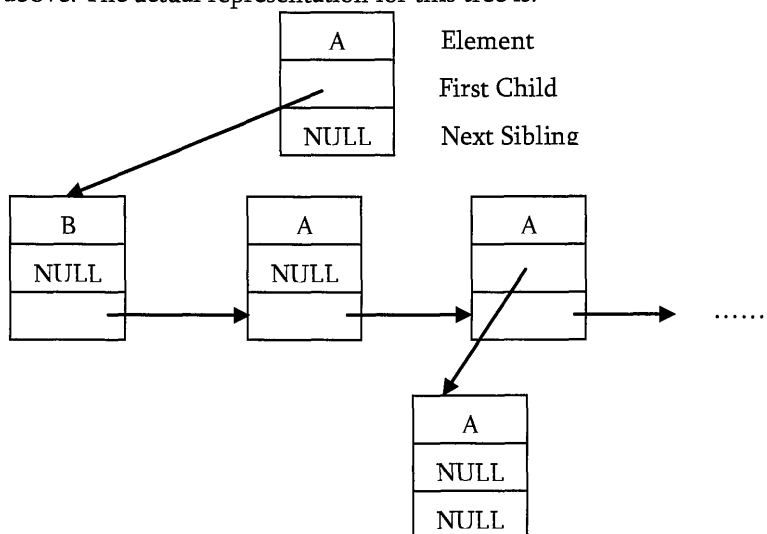 above. The actual representation for this tree is:
A
Element
First Child
NULL
Next Sibling
B
A
A
NULL
NULL
......
A
NULL
NULL